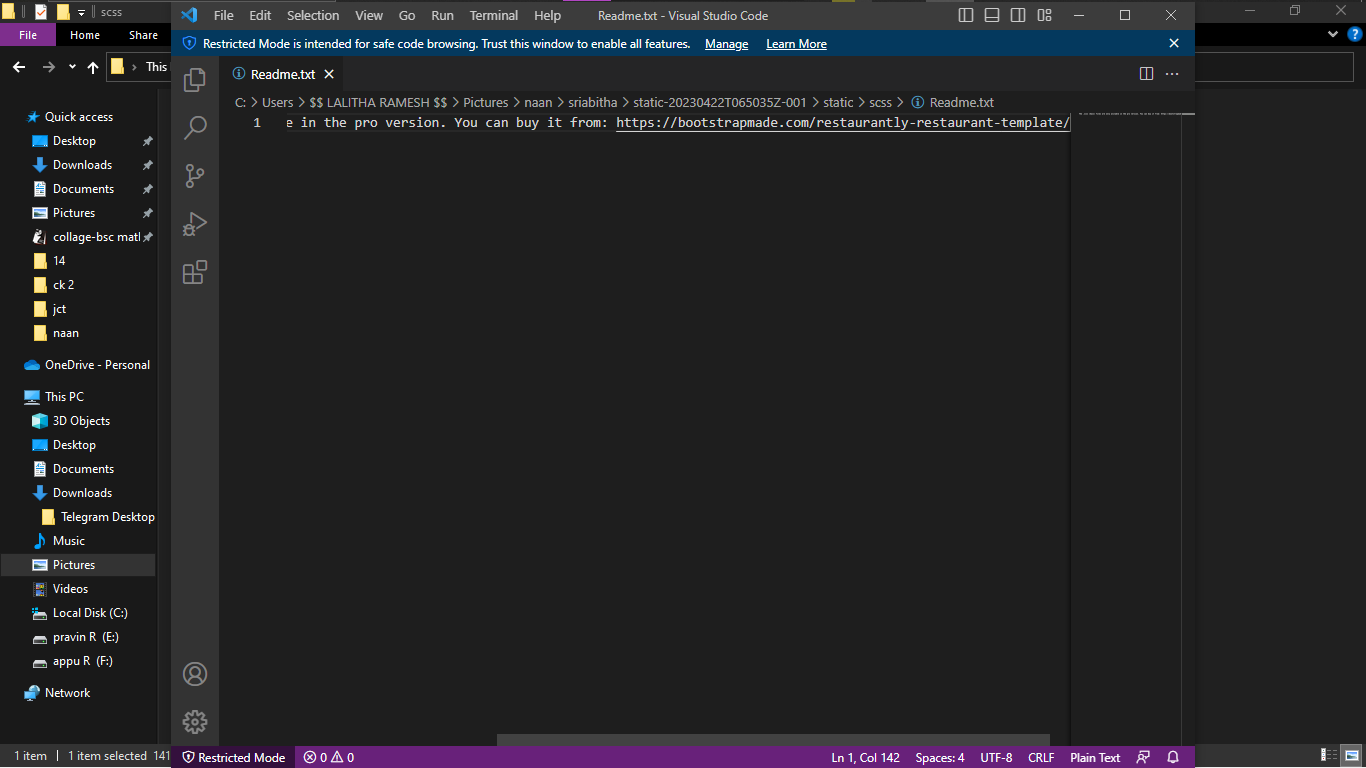 scss
File Home Share
This
Quick access
Desktop
Downloads
Documents
Pictures
collage-bsc matl
14
ck 2
jct
naan
OneDrive - Personal
This PC
3D Objects
Desktop
Documents
Downloads
Telegram Desktop
Music
Pictures
Videos
Local Disk (C:)
pravin R (E:)
appu R (F:)
Network
1 item 1 item selected 141
File Edit Selection View Go Run Terminal Help Readme.txt - Visual Studio Code
Restricted Mode is intended for safe code browsing. Trust this window to enable all features. Manage Learn More
Readme.txt
C: > Users > $$ LALITHA RAMESH $$ > Pictures > naan > sriabitha > static-20230422T065035Z-001 > static > scss > Readme.txt
1 e in the pro version. You can buy it from: https://bootstrapmade.com/restaurantly-restaurant-template/
Restricted Mode 0 0 Ln 1, Col 142 Spaces: 4 UTF-8 CRLF Plain Text